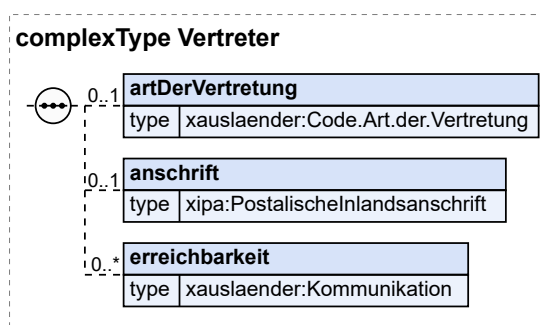 complexType Vertreter
0..1
artDerVertretung
type xauslaender:Code.Art.der.Vertretung
0..1
anschrift
type xipa:PostalischeInlandsanschrift
0..*
erreichbarkeit
type xauslaender:Kommunikation